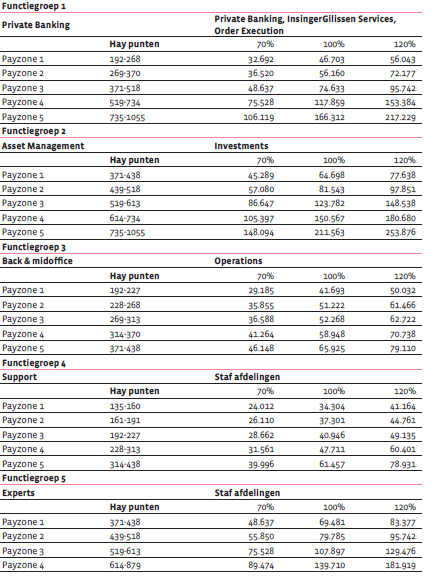 Functiegroep 1
Private Banking Private Banking, InsingerGilissen Services, Order Execution
Hay punten 70% 100% 120%
Payzone 1 192-268 32.692 46.703 56.043
Payzone 2 269-370 36.520 56.160 72.177
Payzone 3 371-518 48.637 74.633 95.742
Payzone 4 519-734 75.528 117.859 153.384
Payzone 5 735-1055 106.119 166.312 217.229
Functiegroep 2
Asset Management Investments
Hay punten 70% 100% 120%
Payzone 1 371-438 45.289 64.698 77.638
Payzone 2 439-518 57.080 81.543 97.851
Payzone 3 519-613 86.647 123.782 148.538
Payzone 4 614-734 105.397 150.567 180.680
Payzone 5 735-1055 148.094 211.563 253.876
Functiegroep 3
Back & midoffice Operations
Hay punten 70% 100% 120%
Payzone 1 192-227 29.185 41.693 50.032
Payzone 2 228-268 35.855 51.222 61.466
Payzone 3 269-313 36.588 52.268 62.722
Payzone 4 314-370 41.264 58.948 70.738
Payzone 5 371-438 46.148 65.925 79.110
Functiegroep 4
Support Staf afdelingen
Hay punten 70% 100% 120%
Payzone 1 135-160 24.012 34.304 41.164
Payzone 2 161-191 26.110 37.301 44.761
Payzone 3 192-227 28.662 40.946 49.135
Payzone 4 228-313 31.561 47.711 60.401
Payzone 5 314-438 39.996 61.457 78.931
Functiegroep 5
Experts Staf afdelingen
Hay punten 70% 100% 120%
Payzone 1 371-438 48.637 69.481 83.377
Payzone 2 439-518 55.850 79.785 95.742
Payzone 3 519-613 75.528 107.897 129.476
Payzone 4 614-879 89.474 139.710 181.919